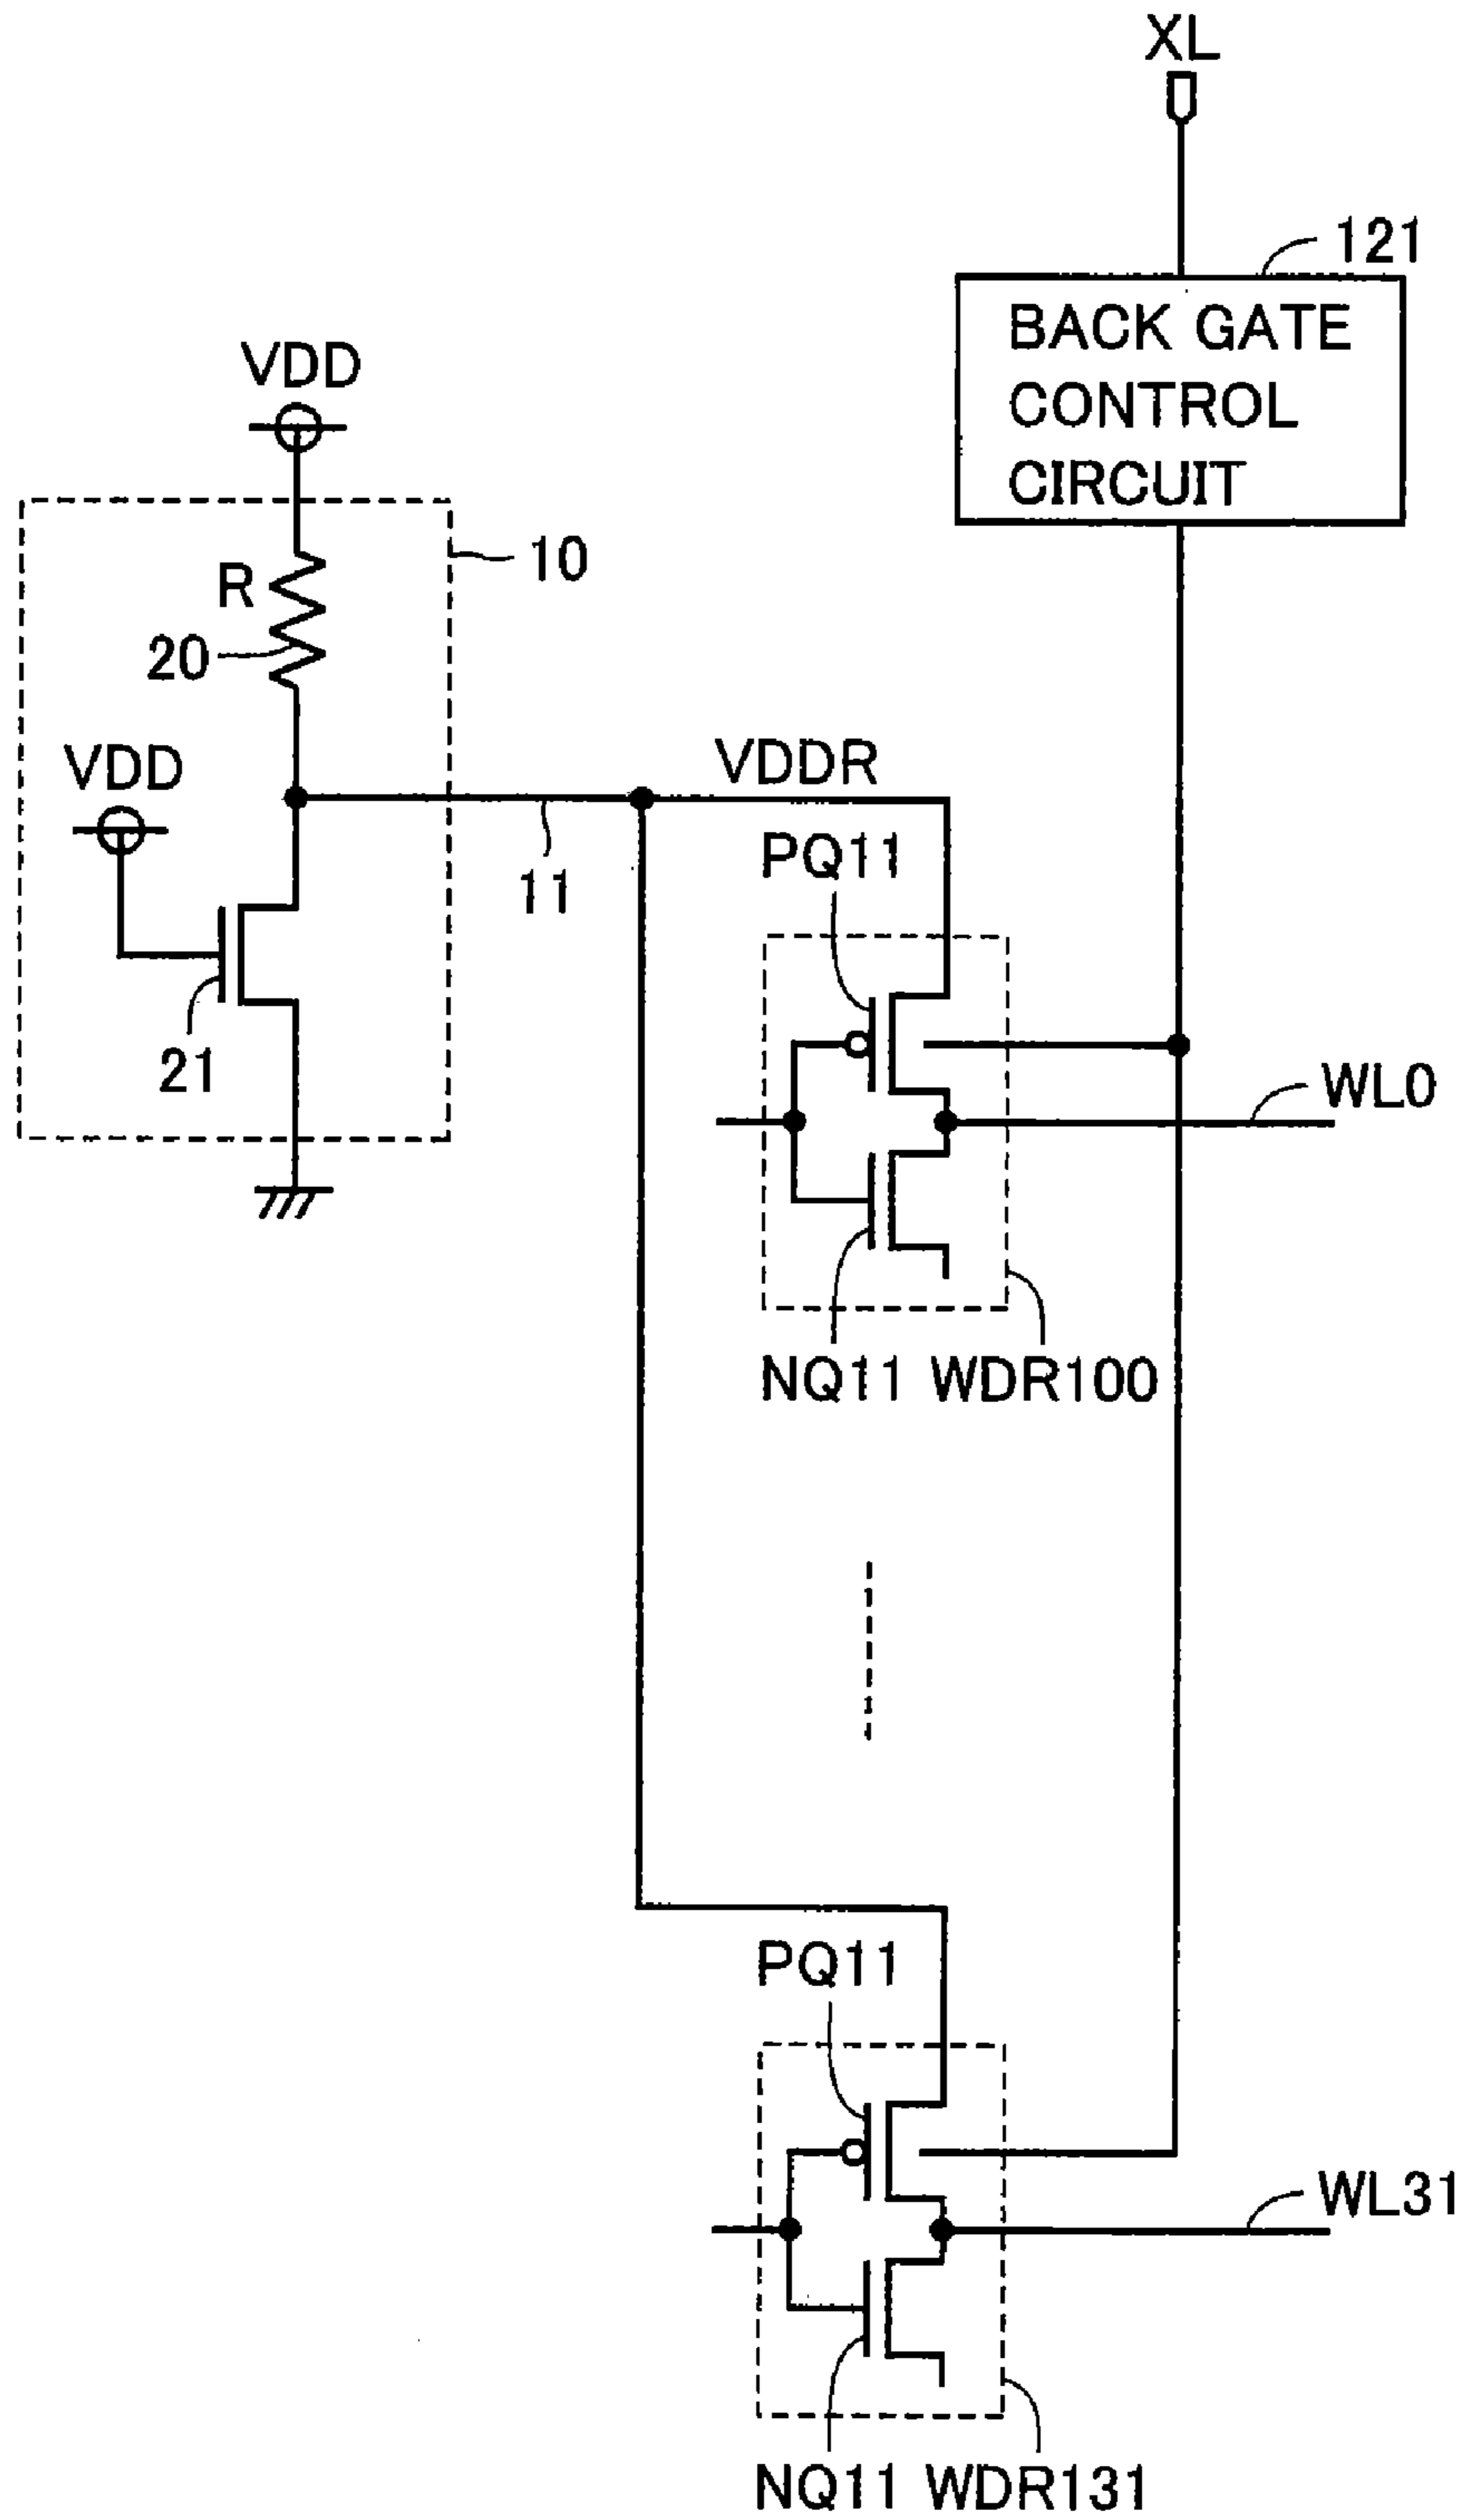 XL
121
BACK GATE
CONTROL
CIRCUIT
VDD
10
R
20
VDD
VDDR
PQ11
11
21
WL0
NQ11 WDR100
PQ11
WL31
NQ11 WDR131